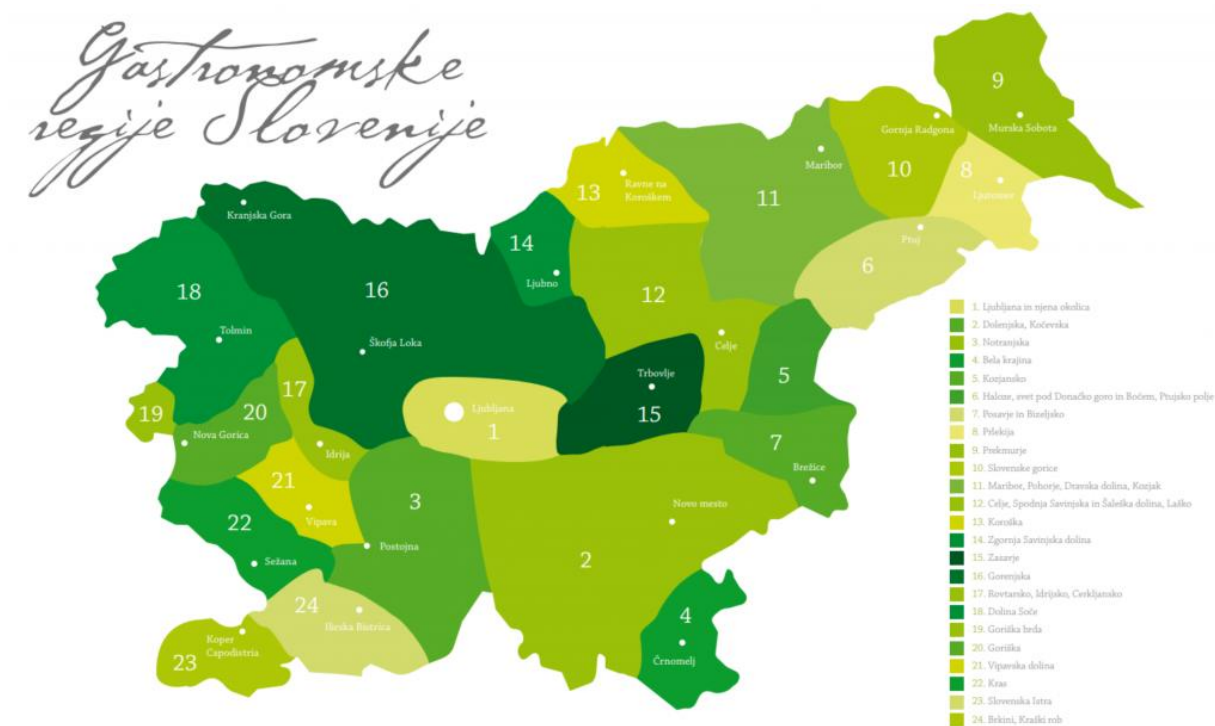 Gastronomske
regije Slovenije
9
Murska Sobota
Gornja Radgona
10
8
Ljutomer
Maribor
11
13
Ravne na
Koroškem
Kranjska Gora
14
Ljubno
Ptuj
6
18
16
12
Tolmin
Škofja Loka
Celje
Trbovlje
5
17
19
20
Ljubljana
1
15
Nova Gorica
Idrija
7
Brežice
21
3
Vipava
Novo mesto
22
Postojna
Sežana
2
24
Ilirska Bistrica
4
Koper
Capodistria
23
Črnomelj
1. Ljubljana in njena okolica
2. Dolenjska, Kočevska
3. Notranjska
4. Bela krajina
5. Kozjansko
6. Haloze, svet pod Donačko goro in Bočem, Ptujsko polje
7. Posavje in Bizeljsko
8. Prlekija
9. Prekmurje
10. Slovenske gorice
11. Maribor, Pohorje, Dravska dolina, Kozjak
12. Celje, Spodnja Savinjska in Šaleška dolina, Laško
13. Koroška
14. Zgornja Savinjska dolina
15. Zasavje
16. Gorenjska
17. Rovtarsko, Idrijsko, Cerkljansko
18. Dolina Soče
19. Goriška brda
20. Goriška
21. Vipavska dolina
22. Kras
23. Slovenska Istra
24. Brkini, Kraški rob